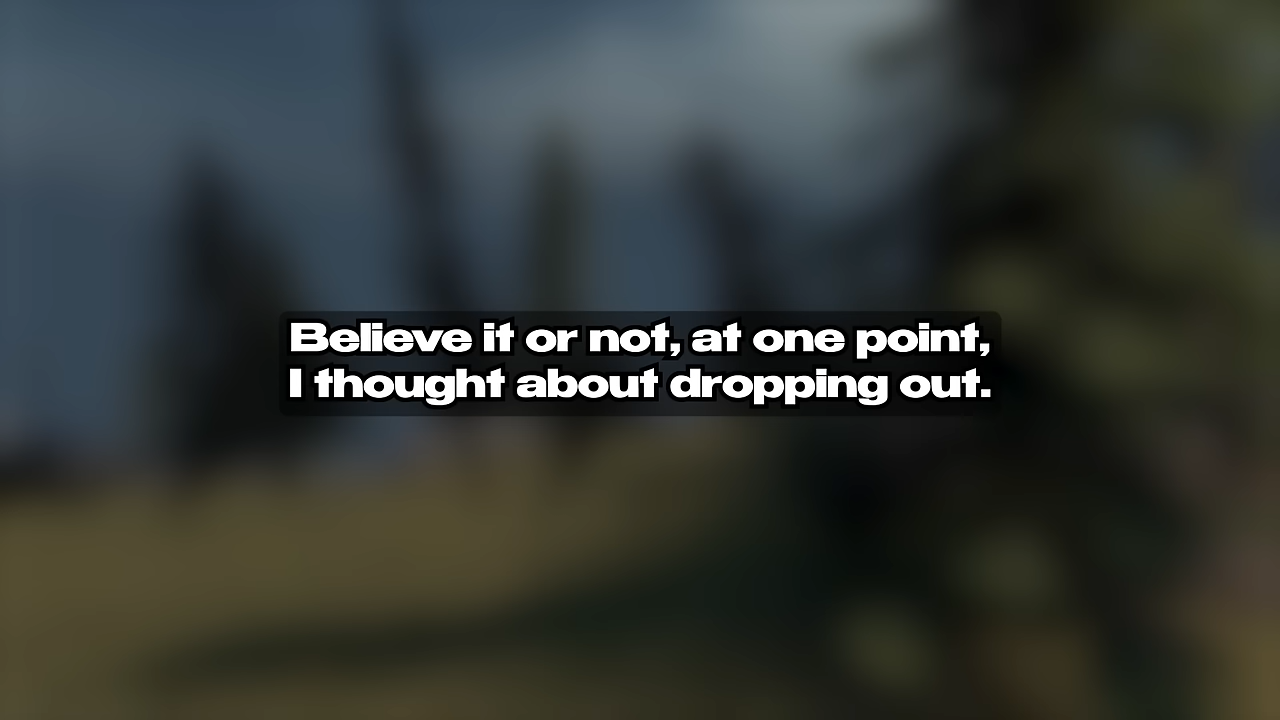 Believe it or not, at one point,
I thought about dropping out.